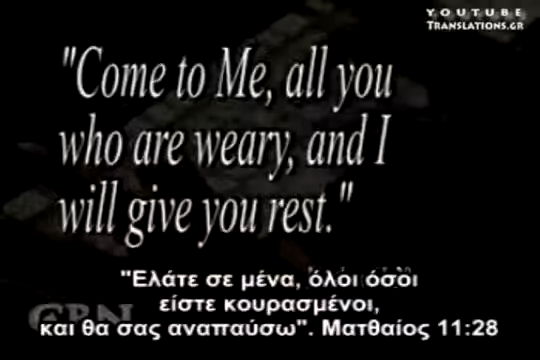 YOUTUBE
TRANSLATIONS.GR
"Come to Me, all you
who are weary, and I
will give you rest."
"Ελάτε σε μένα, όλοι όσοι
είστε κουρασμένοι,
και θα σας αναπαύσω". Ματθαίος 11:28